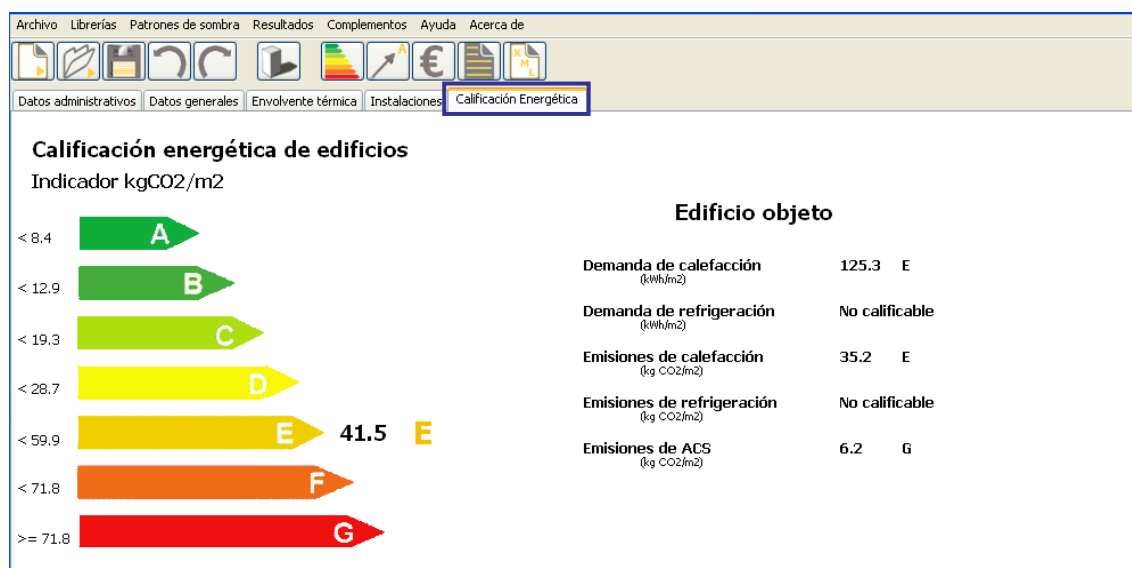 Archivo Librerías Patrones de sombra Resultados Complementos Ayuda Acerca de
A € X M L
Datos administrativos Datos generales Envolvente térmica Instalaciones Calificación Energética
Calificación energética de edificios
Indicador kgCO2/m2
Edificio objeto
< 8.4 A
< 12.9 B
< 19.3 C
< 28.7 D
< 59.9 E 41.5 E
< 71.8 F
>= 71.8 G
Demanda de calefacción 125.3 E
(kWh/m2)
Demanda de refrigeración No calificable
(kWh/m2)
Emisiones de calefacción 35.2 E
(kg CO2/m2)
Emisiones de refrigeración No calificable
(kg CO2/m2)
Emisiones de ACS 6.2 G
(kg CO2/m2)